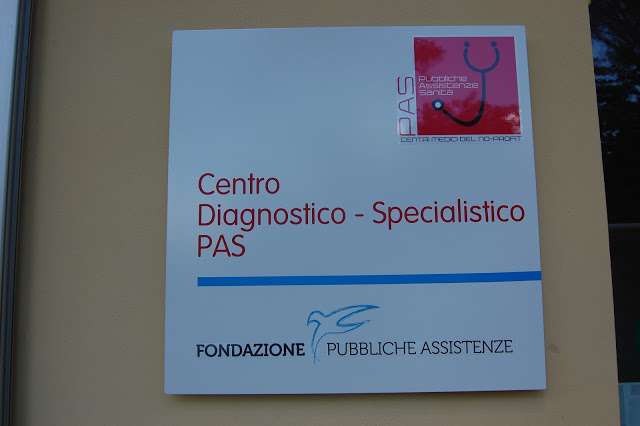 PAS
Pubbliche
Assistenze
Sanità
CENTRI MEDICI DEL NO-PROFIT
Centro
Diagnostico - Specialistico
PAS
FONDAZIONE PUBBLICHE ASSISTENZE